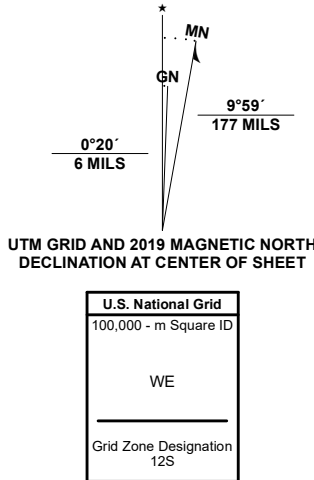 ★
MN
GN
9°59´
177 MILS
0°20´
6 MILS
UTM GRID AND 2019 MAGNETIC NORTH
DECLINATION AT CENTER OF SHEET
U.S. National Grid
100,000 - m Square ID
WE
Grid Zone Designation
12S